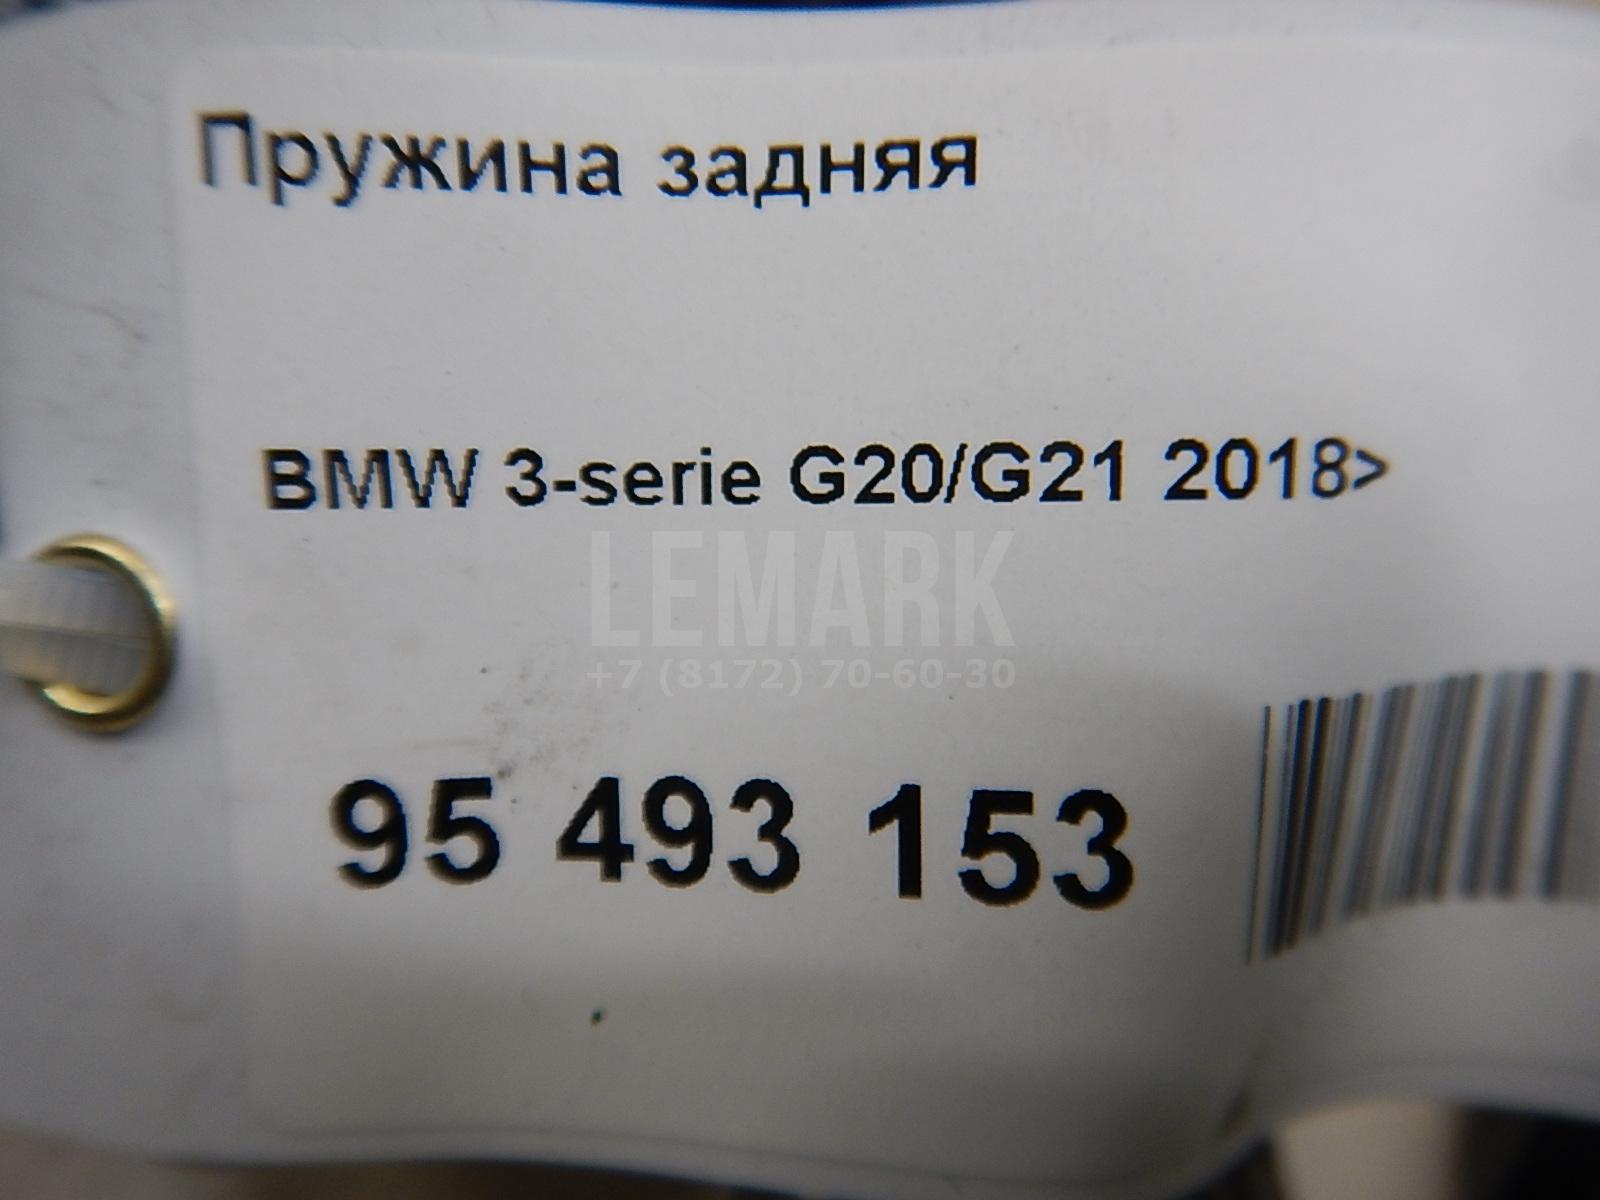 Пружина задняя
BMW 3-serie G20/G21 2018>
LEMARK
+7 (8172) 70-60-30
95 493 153